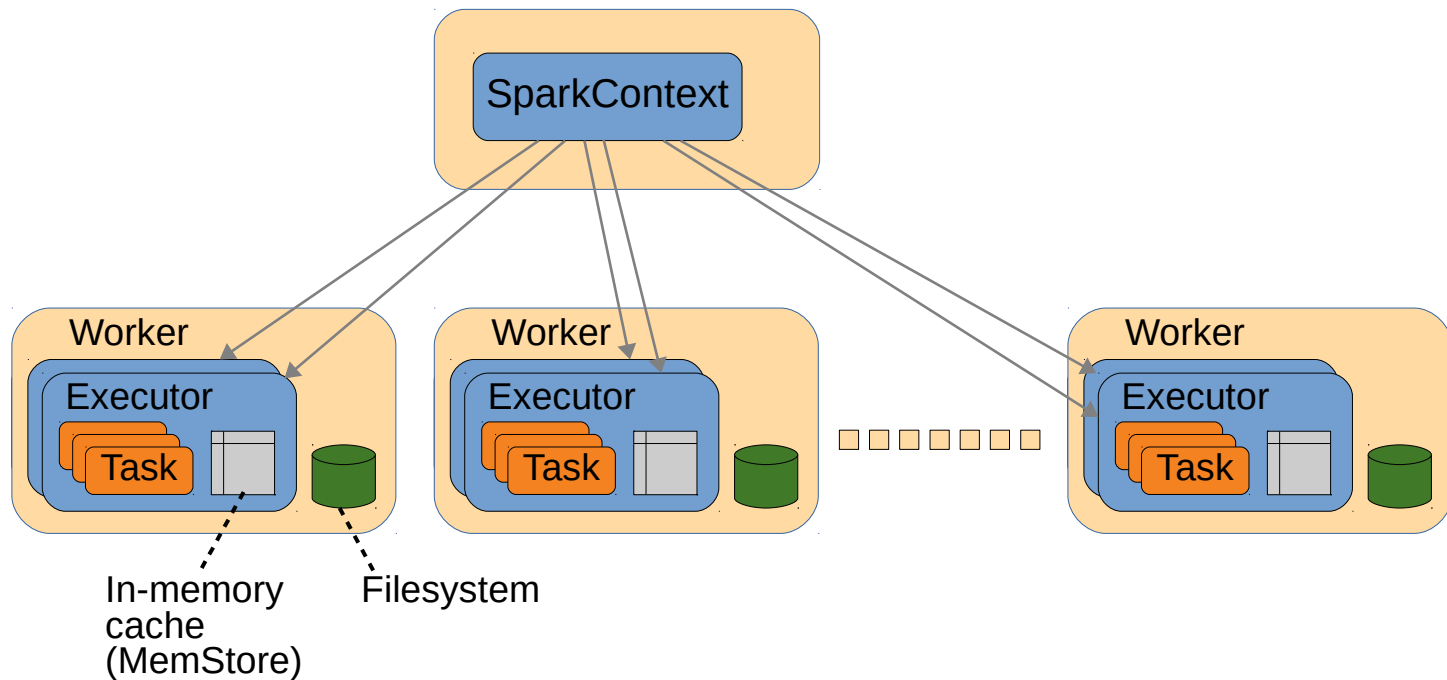 SparkContext
Worker
Worker
Worker
Executor
Executor
Executor
Task
Task
Task
In-memory
cache
(MemStore)
Filesystem